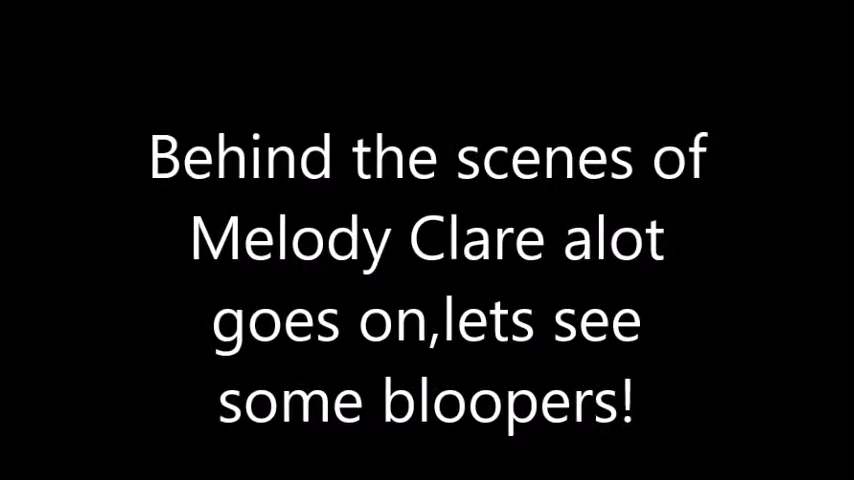 Behind the scenes of
Melody Clare alot
goes on,lets see
some bloopers!